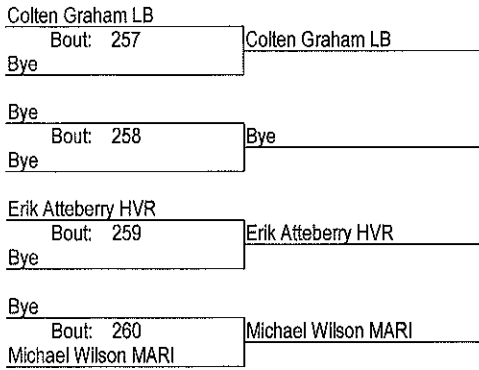 Colten Graham LB
Bout: 257
Colten Graham LB
Bye
Bye
Bout: 258
Bye
Bye
Erik Atteberry HVR
Bout: 259
Erik Atteberry HVR
Bye
Bye
Bout: 260
Michael Wilson MARI
Michael Wilson MARI